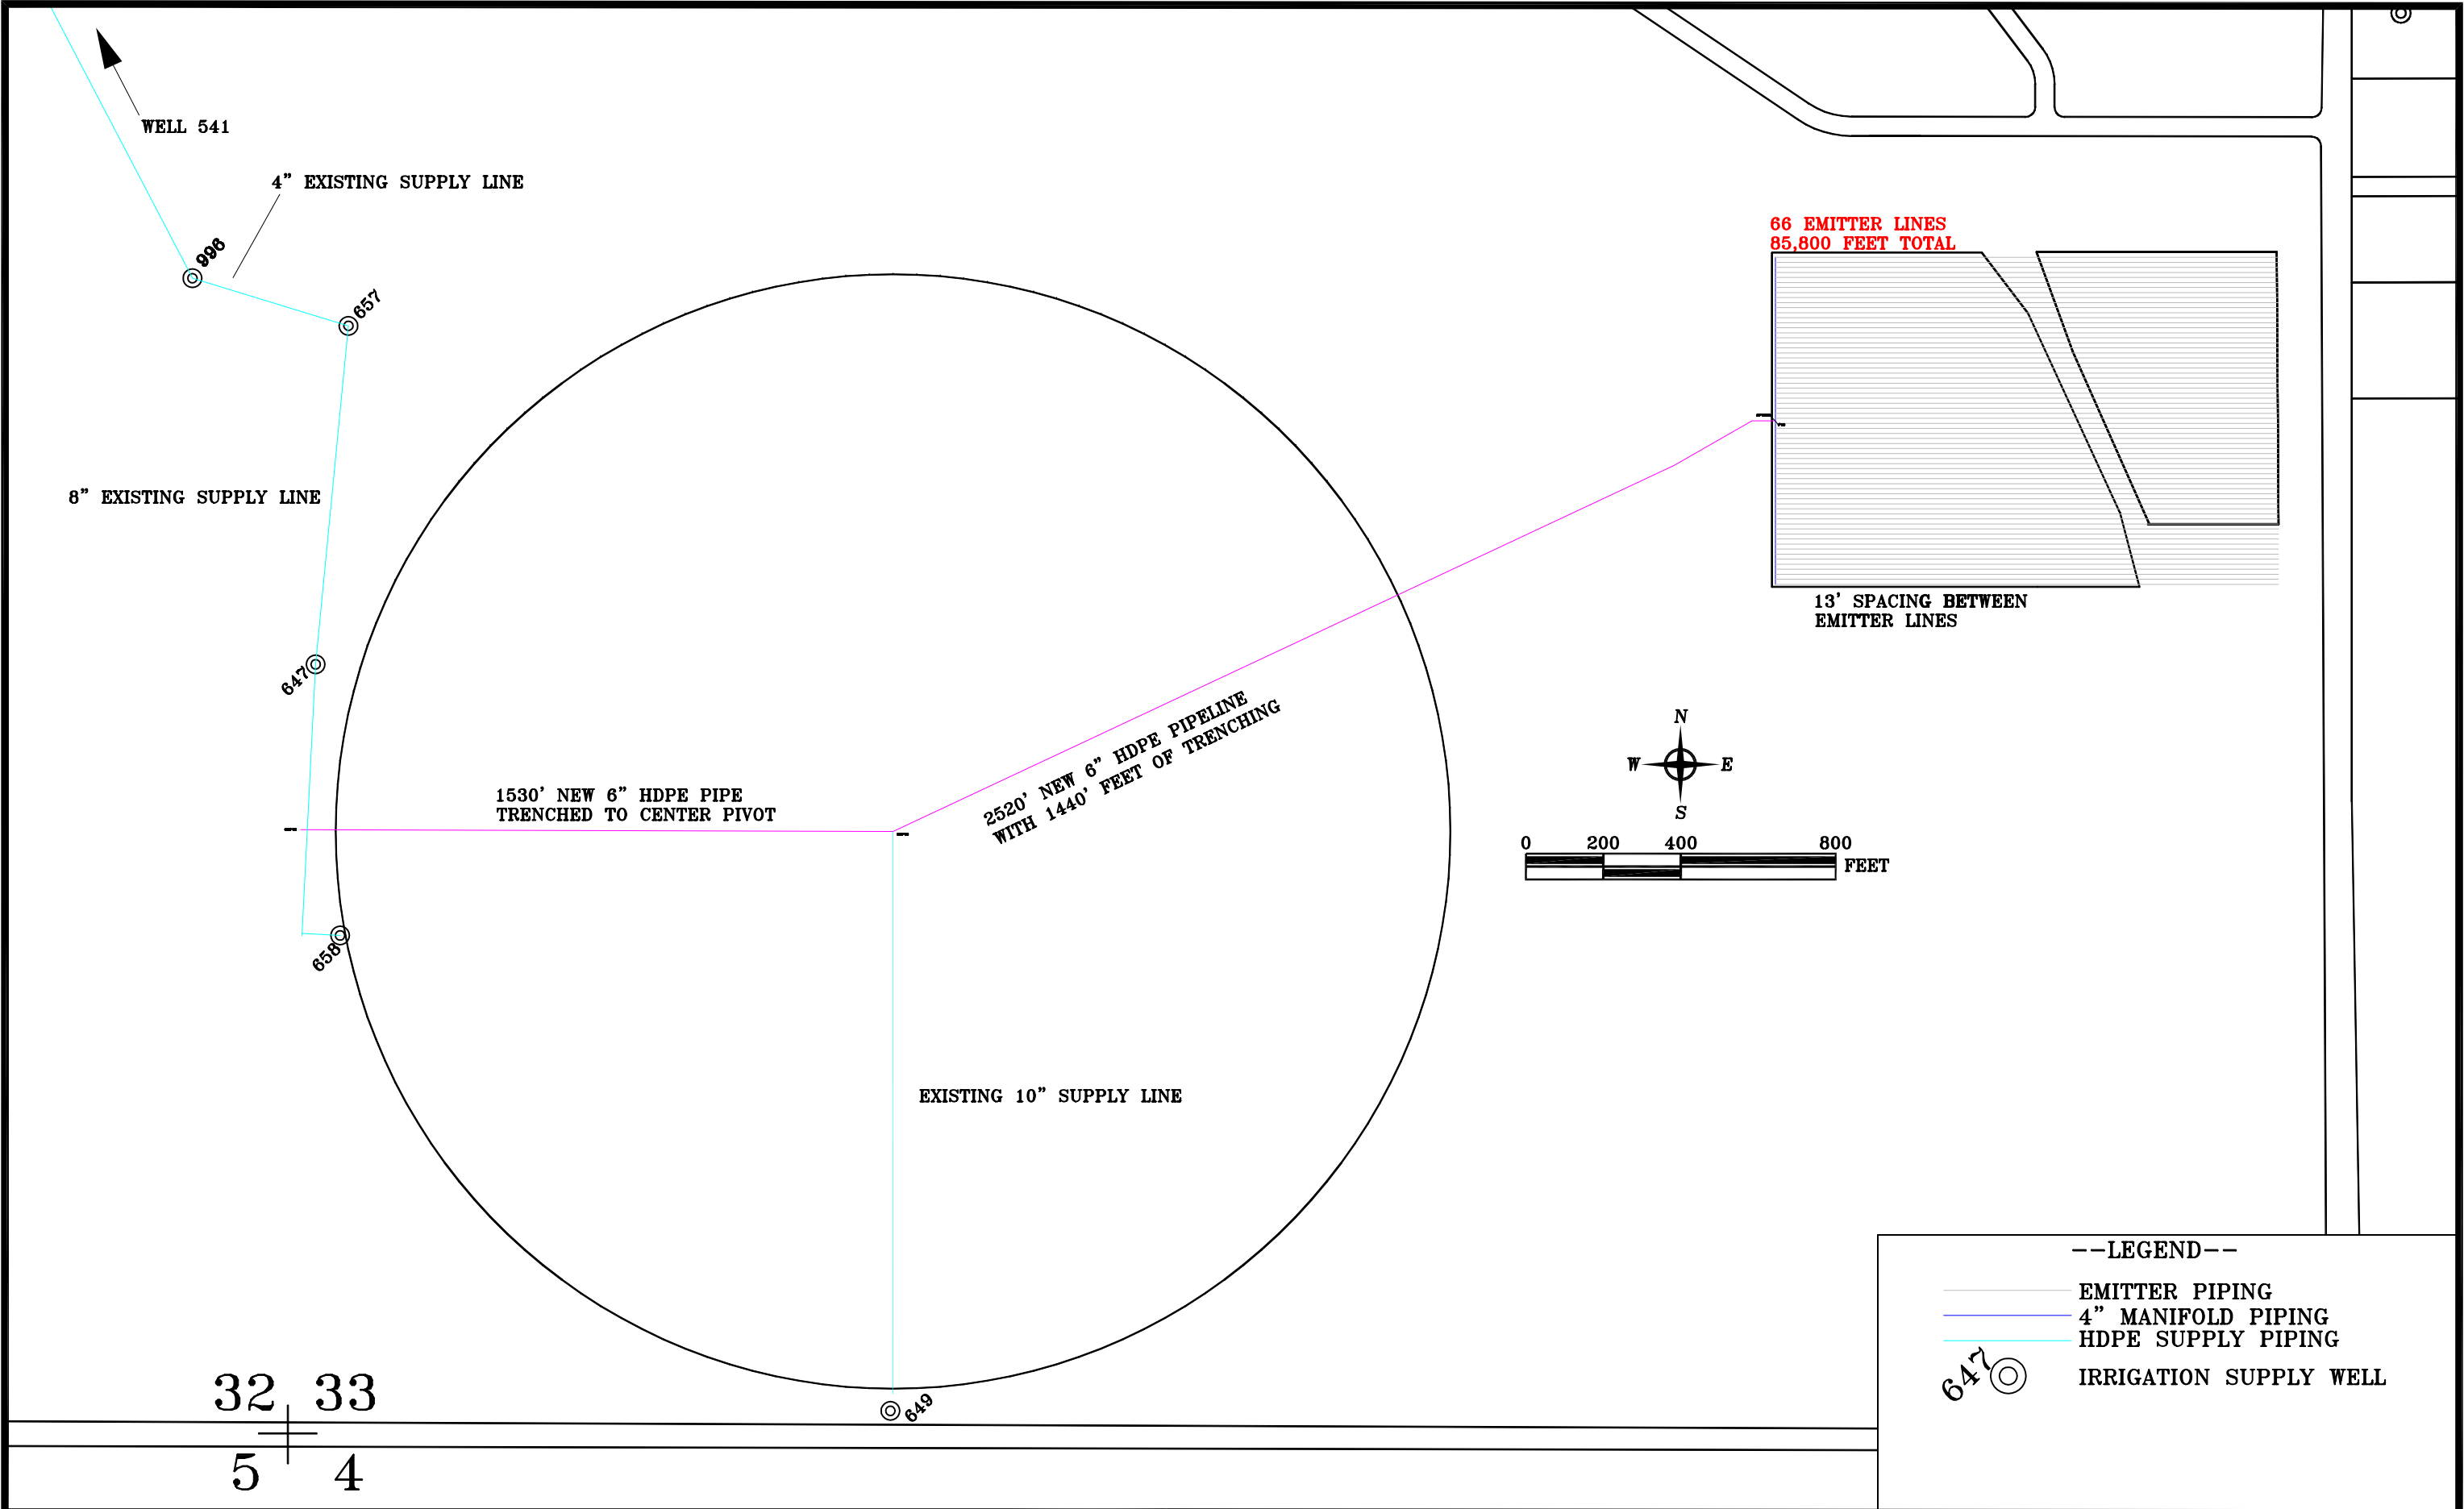 WELL 541
4” EXISTING SUPPLY LINE
66 EMITTER LINES
85,800 FEET TOTAL
996
657
8” EXISTING SUPPLY LINE
13’ SPACING BETWEEN
EMITTER LINES
647
2520’ NEW 6” HDPE PIPELINE
WITH 1440’ FEET OF TRENCHING
N
W E
S
1530’ NEW 6” HDPE PIPE
TRENCHED TO CENTER PIVOT
0 200 400 800
FEET
658
EXISTING 10” SUPPLY LINE
--LEGEND--
EMITTER PIPING
4” MANIFOLD PIPING
HDPE SUPPLY PIPING
647 IRRIGATION SUPPLY WELL
649
32 33
5 4